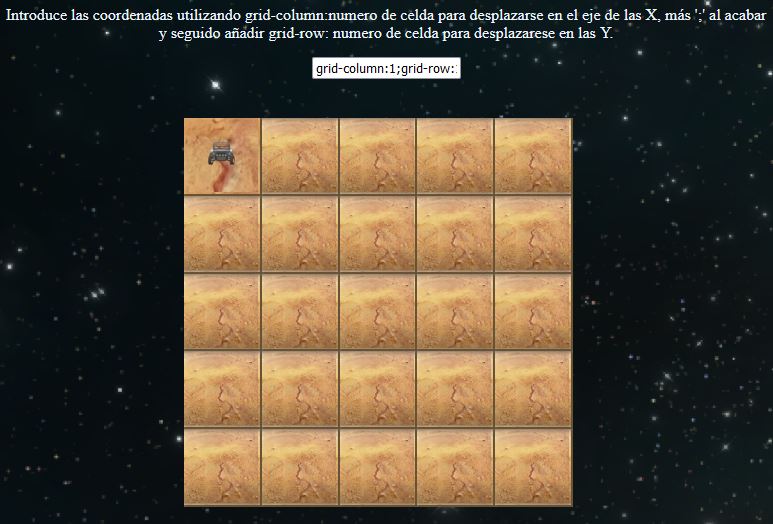 Introduce las coordenadas utilizando grid-column:numero de celda para desplazarse en el eje de las X, más ';' al acabar
y seguido añadir grid-row: numero de celda para desplazarese en las Y.
grid-column:1;grid-row: